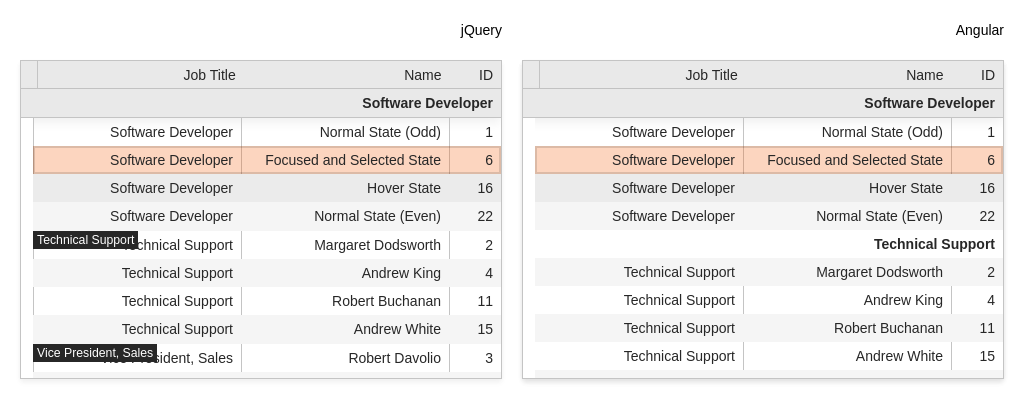 jQuery
Job Title Name ID
Software Developer
Software Developer Normal State (Odd) 1
Software Developer Focused and Selected State 6
Software Developer Hover State 16
Software Developer Normal State (Even) 22
Technical Support
chnical Support Margaret Dodsworth 2
Technical Support Andrew King 4
Technical Support Robert Buchanan 11
Technical Support Andrew White 15
Vice President, Sales
sident, Sales Robert Davolio 3
Angular
Job Title Name ID
Software Developer
Software Developer Normal State (Odd) 1
Software Developer Focused and Selected State 6
Software Developer Hover State 16
Software Developer Normal State (Even) 22
Technical Support
Technical Support Margaret Dodsworth 2
Technical Support Andrew King 4
Technical Support Robert Buchanan 11
Technical Support Andrew White 15